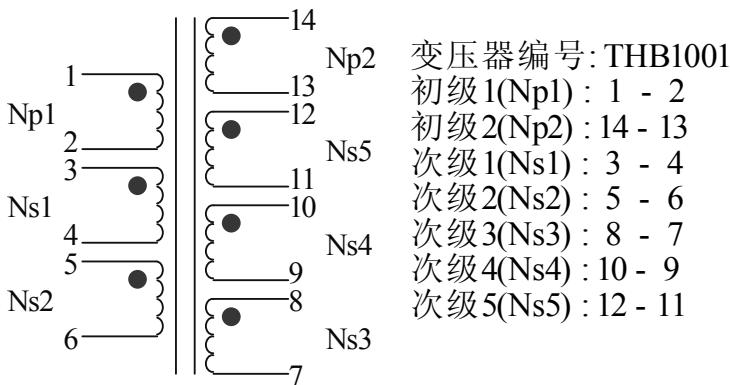 1
Np1
2
3
Ns1
4
5
Ns2
6
14
Np2
13
12
Ns5
11
10
Ns4
9
8
Ns3
7
变压器编号: THB1001
初级1(Np1) : 1 - 2
初级2(Np2) : 14 - 13
次级1(Ns1) : 3 - 4
次级2(Ns2) : 5 - 6
次级3(Ns3) : 8 - 7
次级4(Ns4) : 10 - 9
次级5(Ns5) : 12 - 11